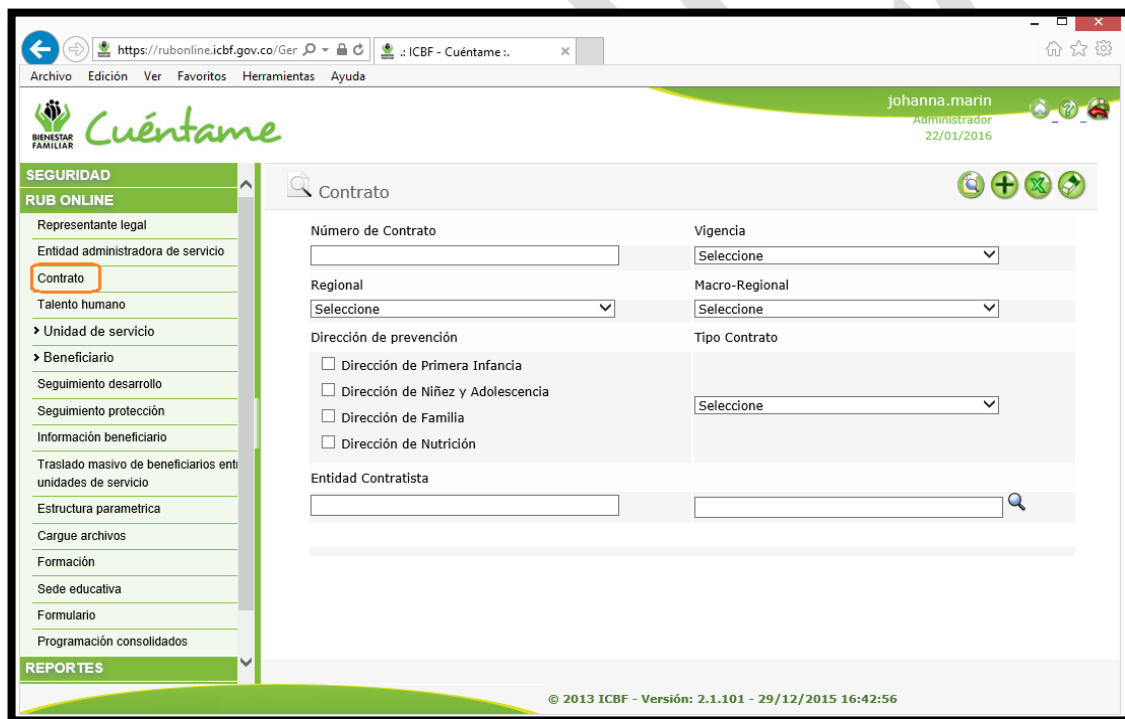 https://rubonline.icbf.gov.co/Ger
.: ICBF - Cuéntame :.
Archivo Edición Ver Favoritos Herramientas Ayuda
BIENESTAR
FAMILIAR
Cuéntame
johanna.marin
Administrador
22/01/2016
SEGURIDAD
RUB ONLINE
Representante legal
Entidad administradora de servicio
Contrato
Talento humano
Unidad de servicio
Beneficiario
Seguimiento desarrollo
Seguimiento protección
Información beneficiario
Traslado masivo de beneficiarios ent
unidades de servicio
Estructura parametrica
Cargue archivos
Formación
Sede educativa
Formulario
Programación consolidados
REPORTES
Contrato
Número de Contrato Vigencia
Seleccione
Regional Macro-Regional
Seleccione Seleccione
Dirección de prevención Tipo Contrato
Dirección de Primera Infancia
Dirección de Niñez y Adolescencia
Seleccione
Dirección de Familia
Dirección de Nutrición
Entidad Contratista
© 2013 ICBF - Versión: 2.1.101 - 29/12/2015 16:42:56